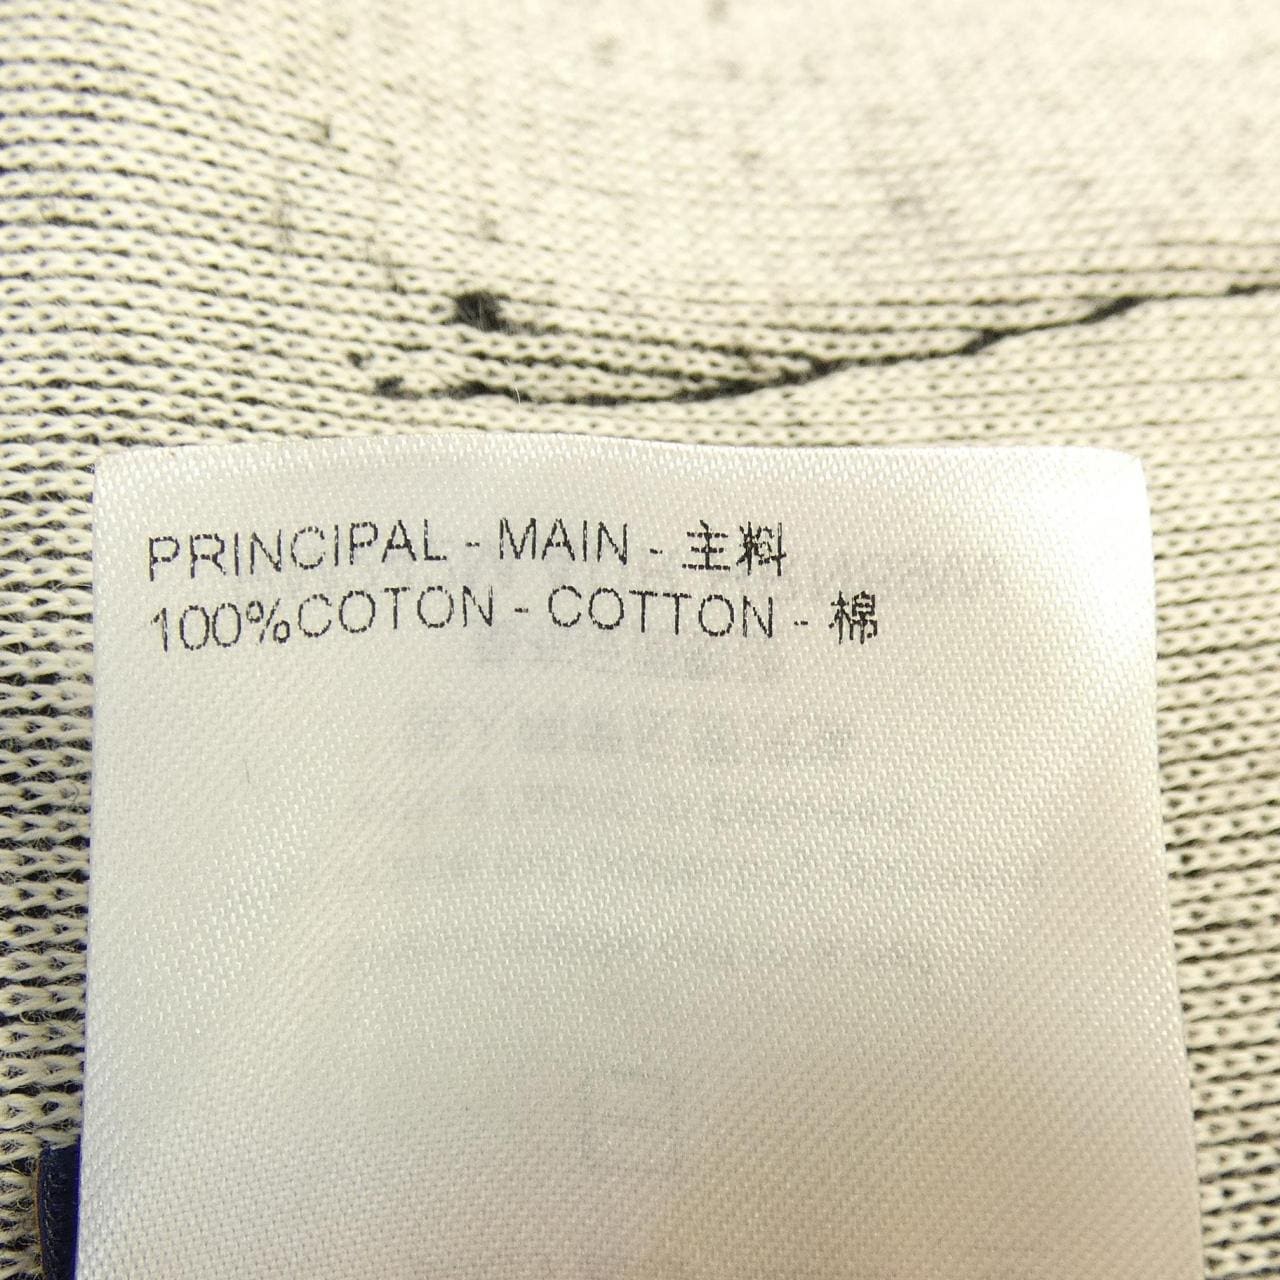 PRINCIPAL - MAIN - 主料
100%COTON - COTTON - 棉